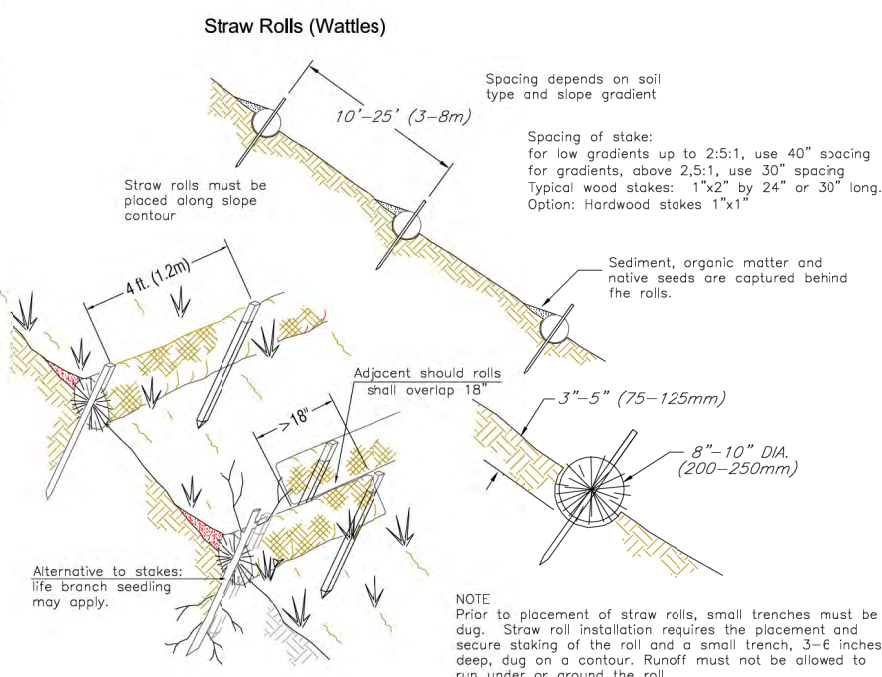 Straw Rolls (Wattles)
10'-25' (3-8m)
Spacing depends on soil
type and slope gradient
Spacing of stake:
for low gradients up to 2:5:1, use 40" spacing
for gradients, above 2,5:1, use 30" spacing
Typical wood stakes: 1"x2" by 24" or 30" long.
Option: Hardwood stakes 1"x1"
Straw rolls must be
placed along slope
contour
4 ft. (1.2m)
Sediment, organic matter and
native seeds are captured behind
fhe rolls.
Adjacent should rolls
shall overlap 18"
>18"
3"-5" (75-125mm)
8"-10" DIA.
(200-250mm)
Alternative to stakes:
life branch seedling
may apply.
NOTE
Prior to placement of straw rolls, small trenches must be
dug. Straw roll installation requires the placement and
secure staking of the roll and a small trench, 3-6 inches
deep, dug on a contour. Runoff must not be allowed to
run under or around the roll